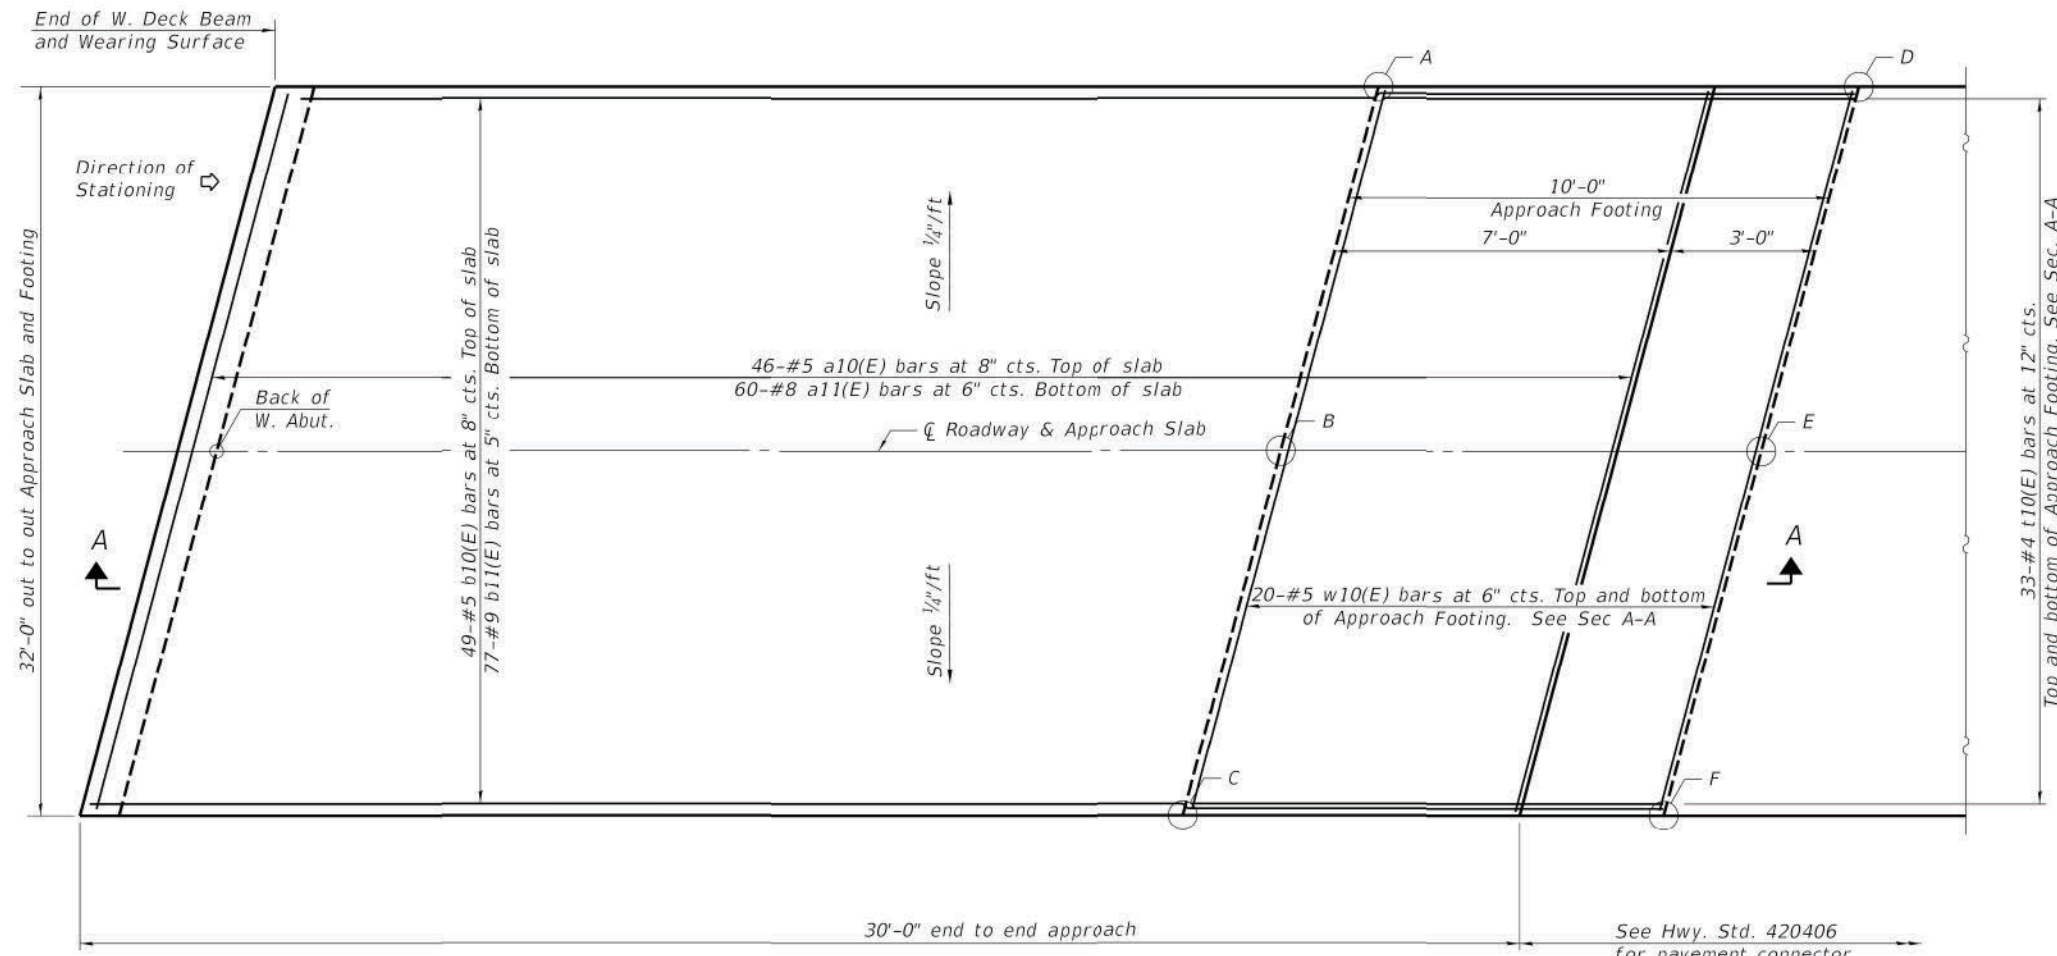 End of W. Deck Beam
and Wearing Surface
A
D
Direction of
Stationing
10'-0"
Approach Footing
7'-0"
3'-0"
Slope 1/4"/ft
32'-0" out to out Approach Slab and Footing
49-#5 b10(E) bars at 8" cts. Top of slab
77-#9 b11(E) bars at 5" cts. Bottom of slab
46-#5 a10(E) bars at 8" cts. Top of slab
60-#8 a11(E) bars at 6" cts. Bottom of slab
Back of
W. Abut.
℄ Roadway & Approach Slab
B
E
33-#4 t10(E) bars at 12" cts.
Top and bottom of Approach Footing. See Sec. A-A
A
A
Slope 1/4"/ft
20-#5 w10(E) bars at 6" cts. Top and bottom
of Approach Footing. See Sec A-A
C
F
30'-0" end to end approach
See Hwy. Std. 420406
for pavement connector